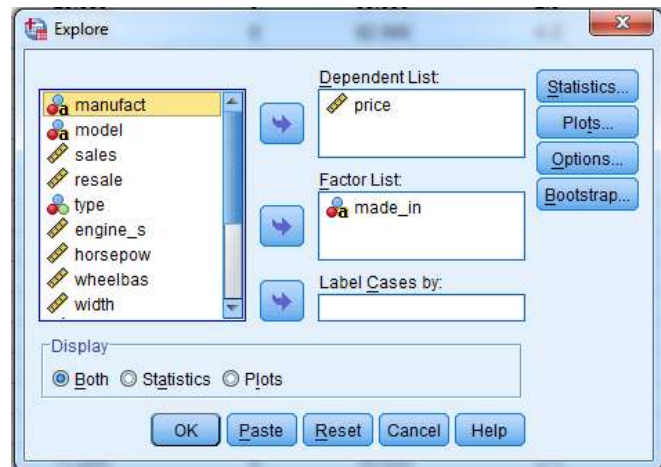 Explore
manufact
model
sales
resale
type
engine_s
horsepow
wheelbas
width
Dependent List:
price
Factor List:
made_in
Label Cases by:
Statistics...
Plots...
Options...
Bootstrap...
Display
Both Statistics Plots
OK Paste Reset Cancel Help